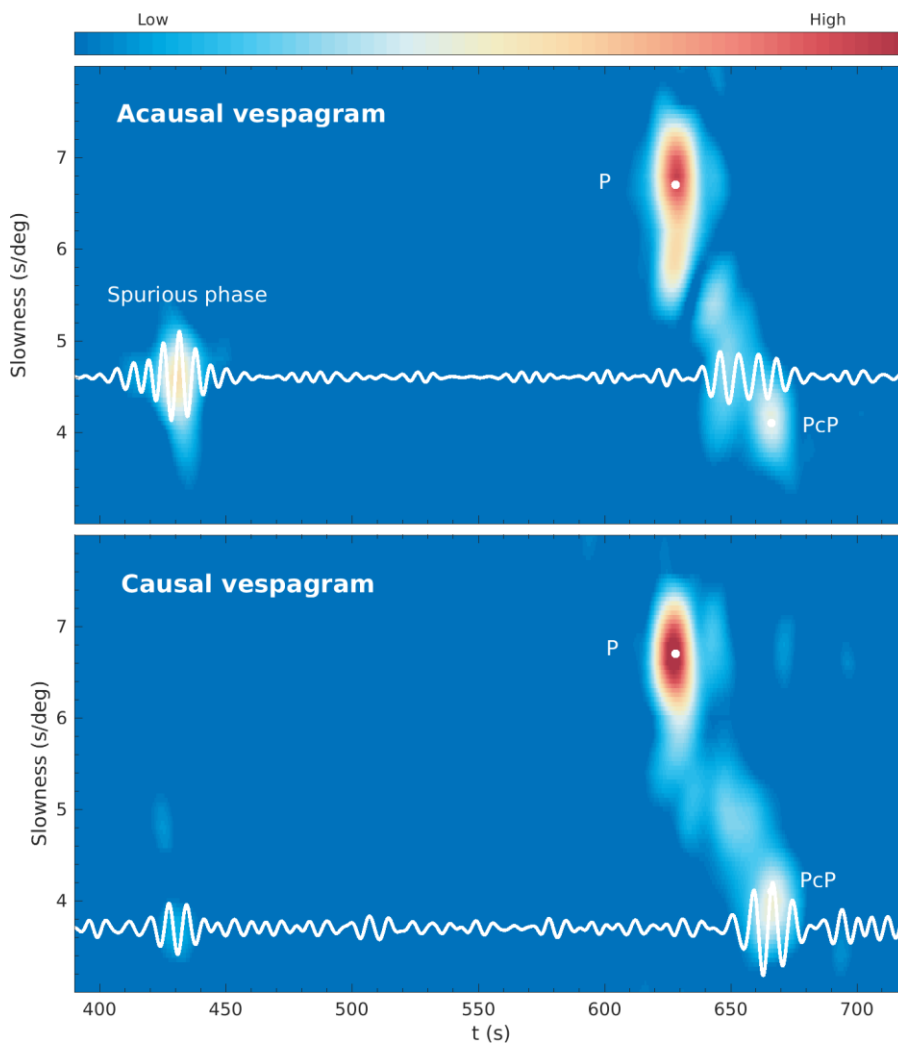 Low High
Acausal vespagram
7
P
6
Spurious phase
5
4
PcP
Slowness (s/deg)
Causal vespagram
7
P
6
5
PcP
4
Slowness (s/deg)
400 450 500 550 600 650 700
t (s)